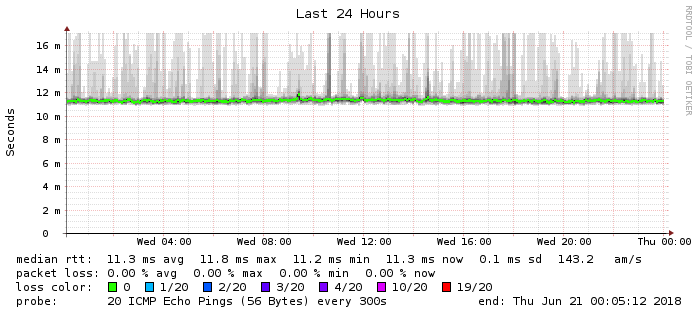 Last 24 Hours
RRDTOOL / TOBI OETIKER
Seconds
16 m
14 m
12 m
10 m
8 m
6 m
4 m
2 m
0
Wed 04:00 Wed 08:00 Wed 12:00 Wed 16:00 Wed 20:00 Thu 00:00
median rtt: 11.3 ms avg 11.8 ms max 11.2 ms min 11.3 ms now 0.1 ms sd 143.2 am/s
packet loss: 0.00 % avg 0.00 % max 0.00 % min 0.00 % now
loss color: 0 1/20 2/20 3/20 4/20 10/20 19/20
probe: 20 ICMP Echo Pings (56 Bytes) every 300s end: Thu Jun 21 00:05:12 2018